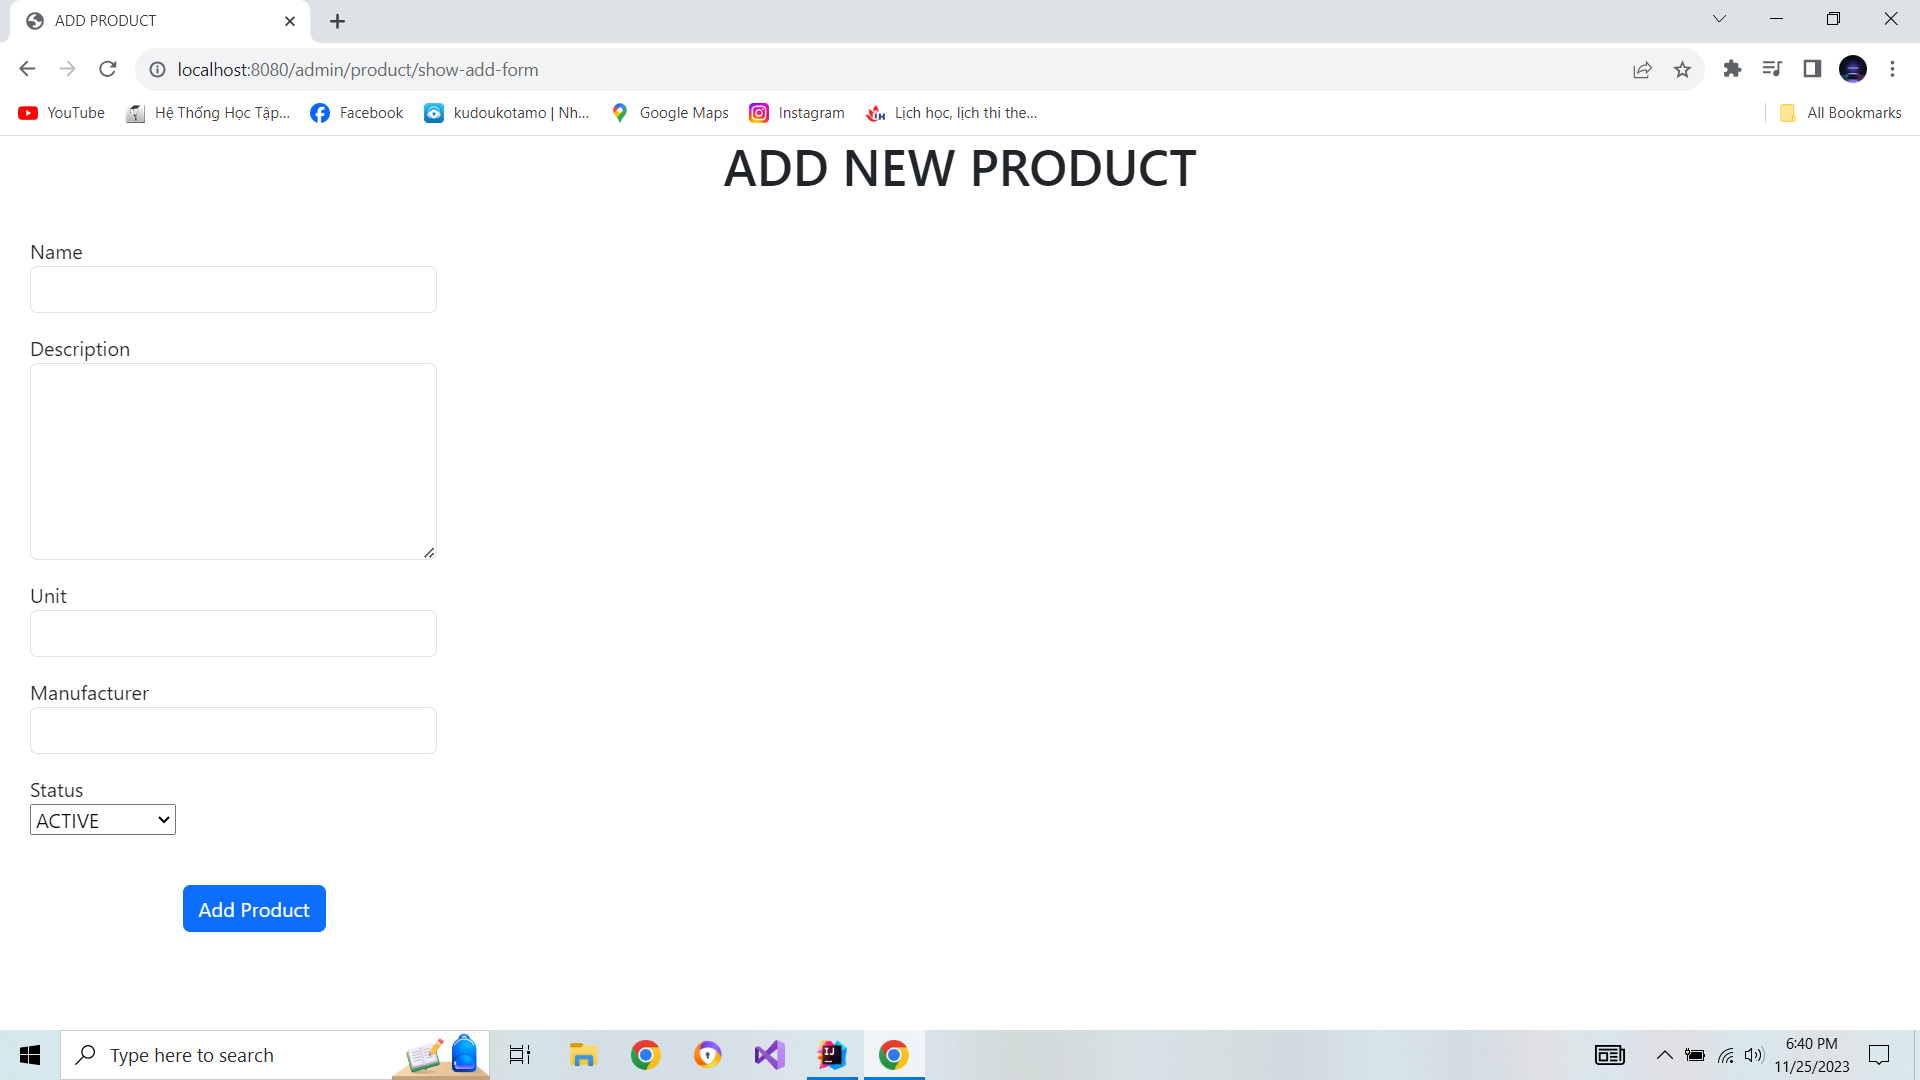 ADD PRODUCT
localhost:8080/admin/product/show-add-form
YouTube
Hệ Thống Học Tập...
Facebook
kudoukotamo | Nh...
Google Maps
Instagram
Lịch học, lịch thi the...
All Bookmarks
ADD NEW PRODUCT
Name
Description
Unit
Manufacturer
Status
ACTIVE
Add Product
Type here to search
6:40 PM
11/25/2023